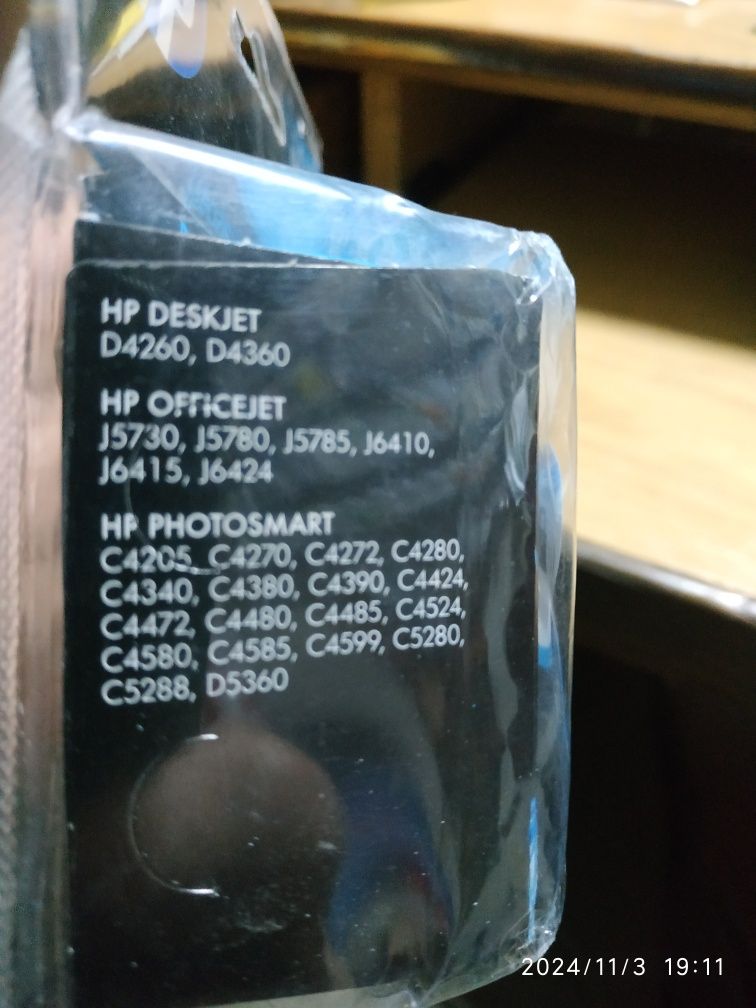 HP DESKJET
D4260, D4360
HP OFFICEJET
J5730, J5780, J5785, J6410,
J6415, J6424
HP PHOTOSMART
C4205, C4270, C4272, C4280,
C4340, C4380, C4390, C4424,
C4472, C4480, C4485, C4524,
C4580, C4585, C4599, C5280,
C5288, D5360
2024/11/3 19:11